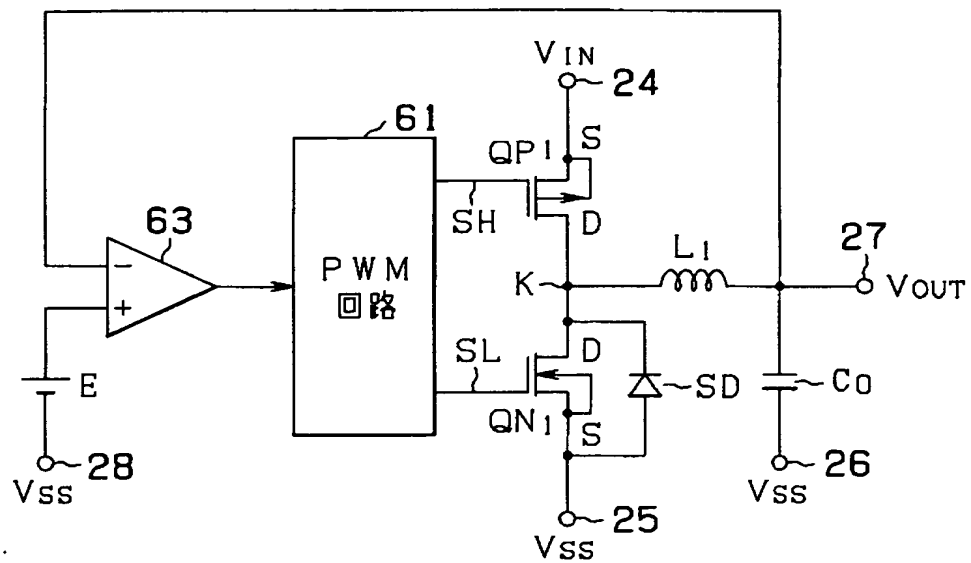 VIN
24
61
QP1
S
SH
D
63
27
L1
PWM
回路
K
VOUT
−
+
SL
D
E
SD
C0
QN1
S
28
VSS
26
VSS
25
VSS